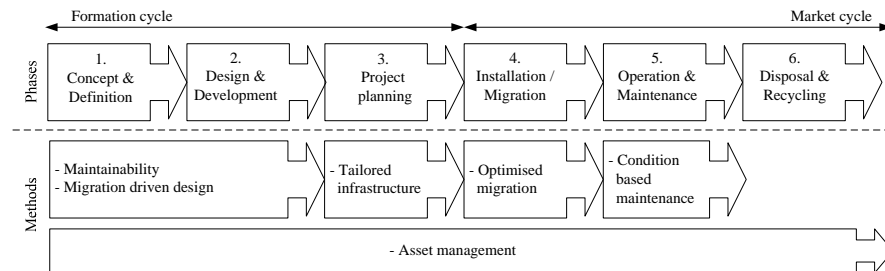 Formation cycle
Market cycle
Phases
1.
Concept &
Definition
2.
Design &
Development
3.
Project
planning
4.
Installation /
Migration
5.
Operation &
Maintenance
6.
Disposal &
Recycling
Methods
- Maintainability
- Migration driven design
- Tailored
infrastructure
- Optimised
migration
- Condition
based
maintenance
- Asset management